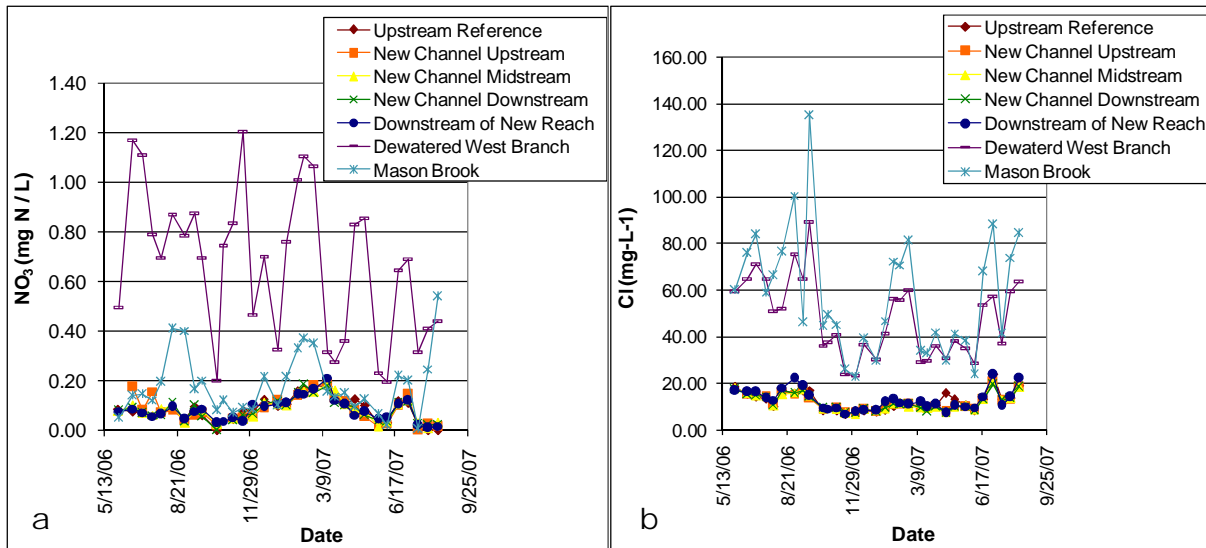 Upstream Reference
New Channel Upstream
New Channel Midstream
New Channel Downstream
Downstream of New Reach
Dewatered West Branch
Mason Brook
NO3 (mg N / L)
1.40
1.20
1.00
0.80
0.60
0.40
0.20
0.00
5/13/06
8/21/06
11/29/06
3/9/07
6/17/07
9/25/07
Date
a
Upstream Reference
New Channel Upstream
New Channel Midstream
New Channel Downstream
Downstream of New Reach
Dewaterd West Branch
Mason Brook
Cl (mg-L-1)
160.00
140.00
120.00
100.00
80.00
60.00
40.00
20.00
0.00
5/13/06
8/21/06
11/29/06
3/9/07
6/17/07
9/25/07
Date
b